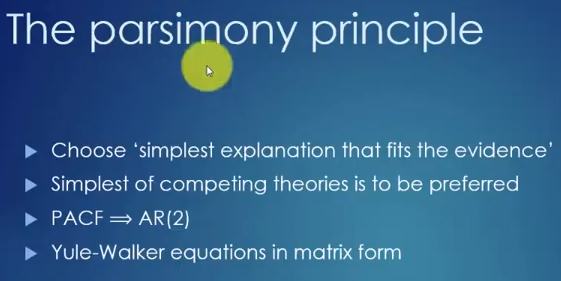 The parsimony principle
Choose ‘simplest explanation that fits the evidence’
Simplest of competing theories is to be preferred
PACF ⟹ AR(2)
Yule-Walker equations in matrix form